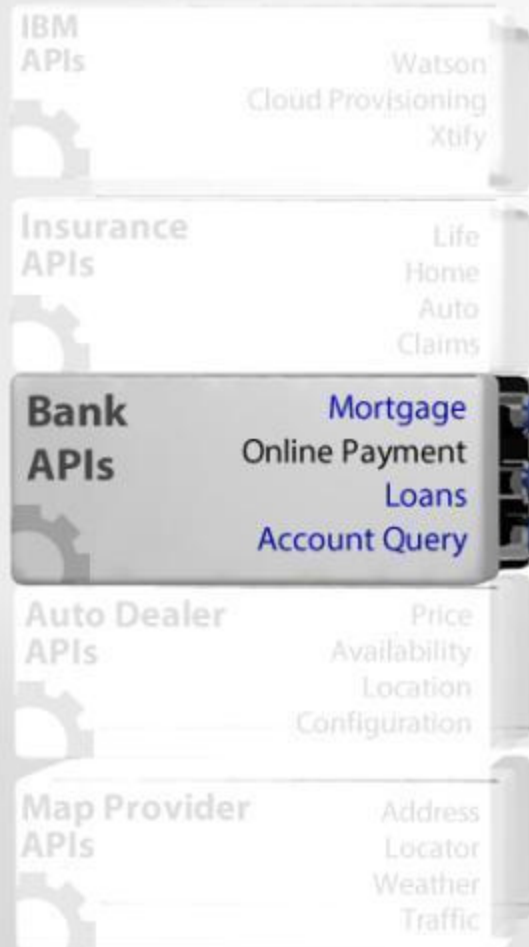 IBM
APIs
Watson
Cloud Provisioning
Xtify
Insurance
APIs
Life
Home
Auto
Claims
Bank
APIs
Mortgage
Online Payment
Loans
Account Query
Auto Dealer
APIs
Price
Availability
Location
Configuration
Map Provider
APIs
Address
Locator
Weather
Traffic